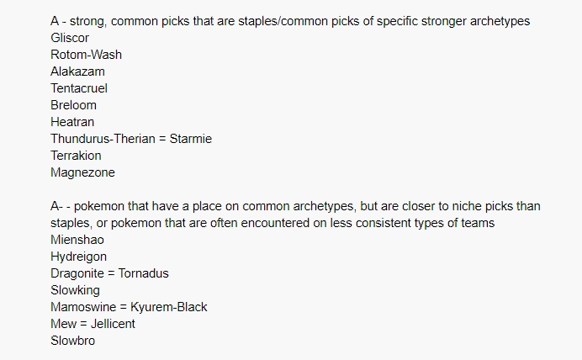 A - strong, common picks that are staples/common picks of specific stronger archetypes
Gliscor
Rotom-Wash
Alakazam
Tentacruel
Breloom
Heatran
Thundurus-Therian = Starmie
Terrakion
Magnezone
A- - pokemon that have a place on common archetypes, but are closer to niche picks than
staples, or pokemon that are often encountered on less consistent types of teams
Mienshao
Hydreigon
Dragonite = Tornadus
Slowking
Mamoswine = Kyurem-Black
Mew = Jellicent
Slowbro